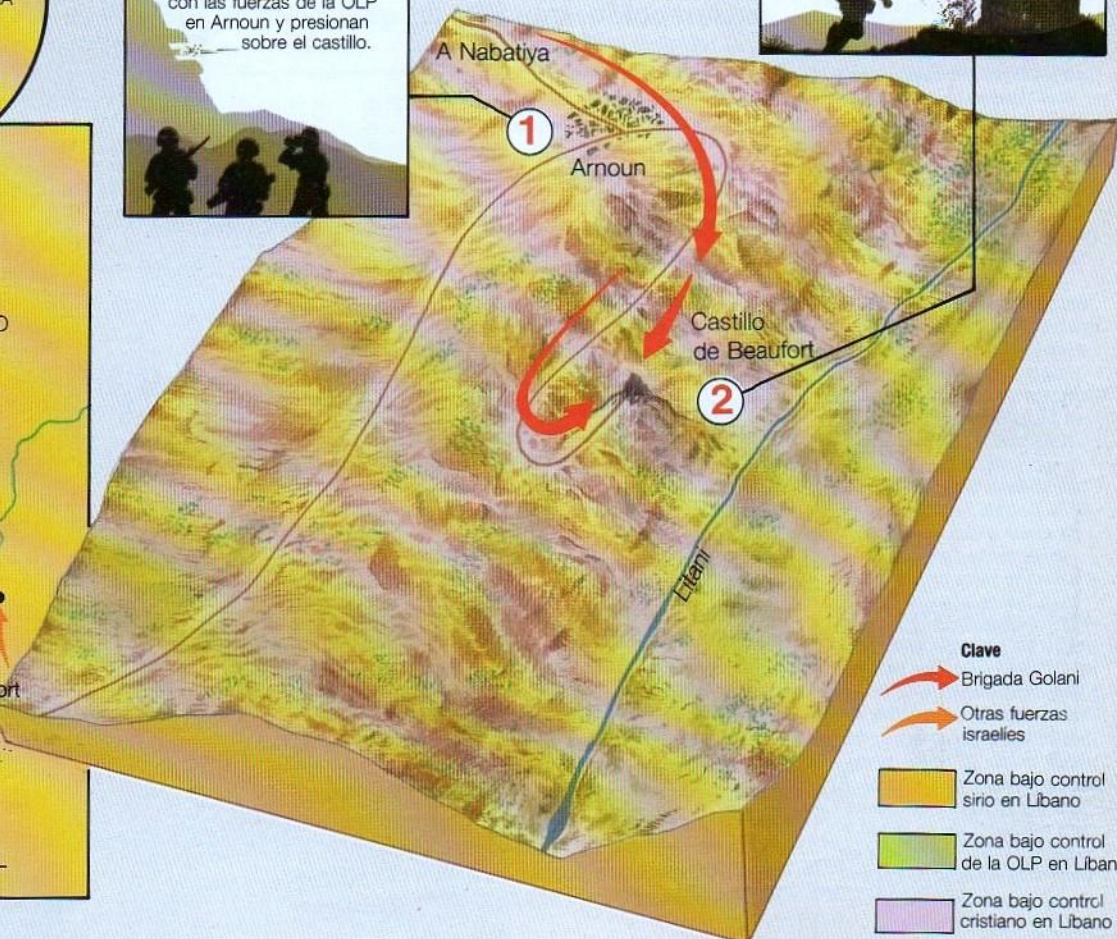 con las fuerzas de la OLP
en Arnoun y presionan
sobre el castillo.
A Nabatiya
1
Arnoun
Castillo
de Beaufort
2
Litani
ort
Clave
Brigada Golani
Otras fuerzas
israelíes
Zona bajo control
sirio en Líbano
Zona bajo control
de la OLP en Líban
Zona bajo control
cristiano en Líbano